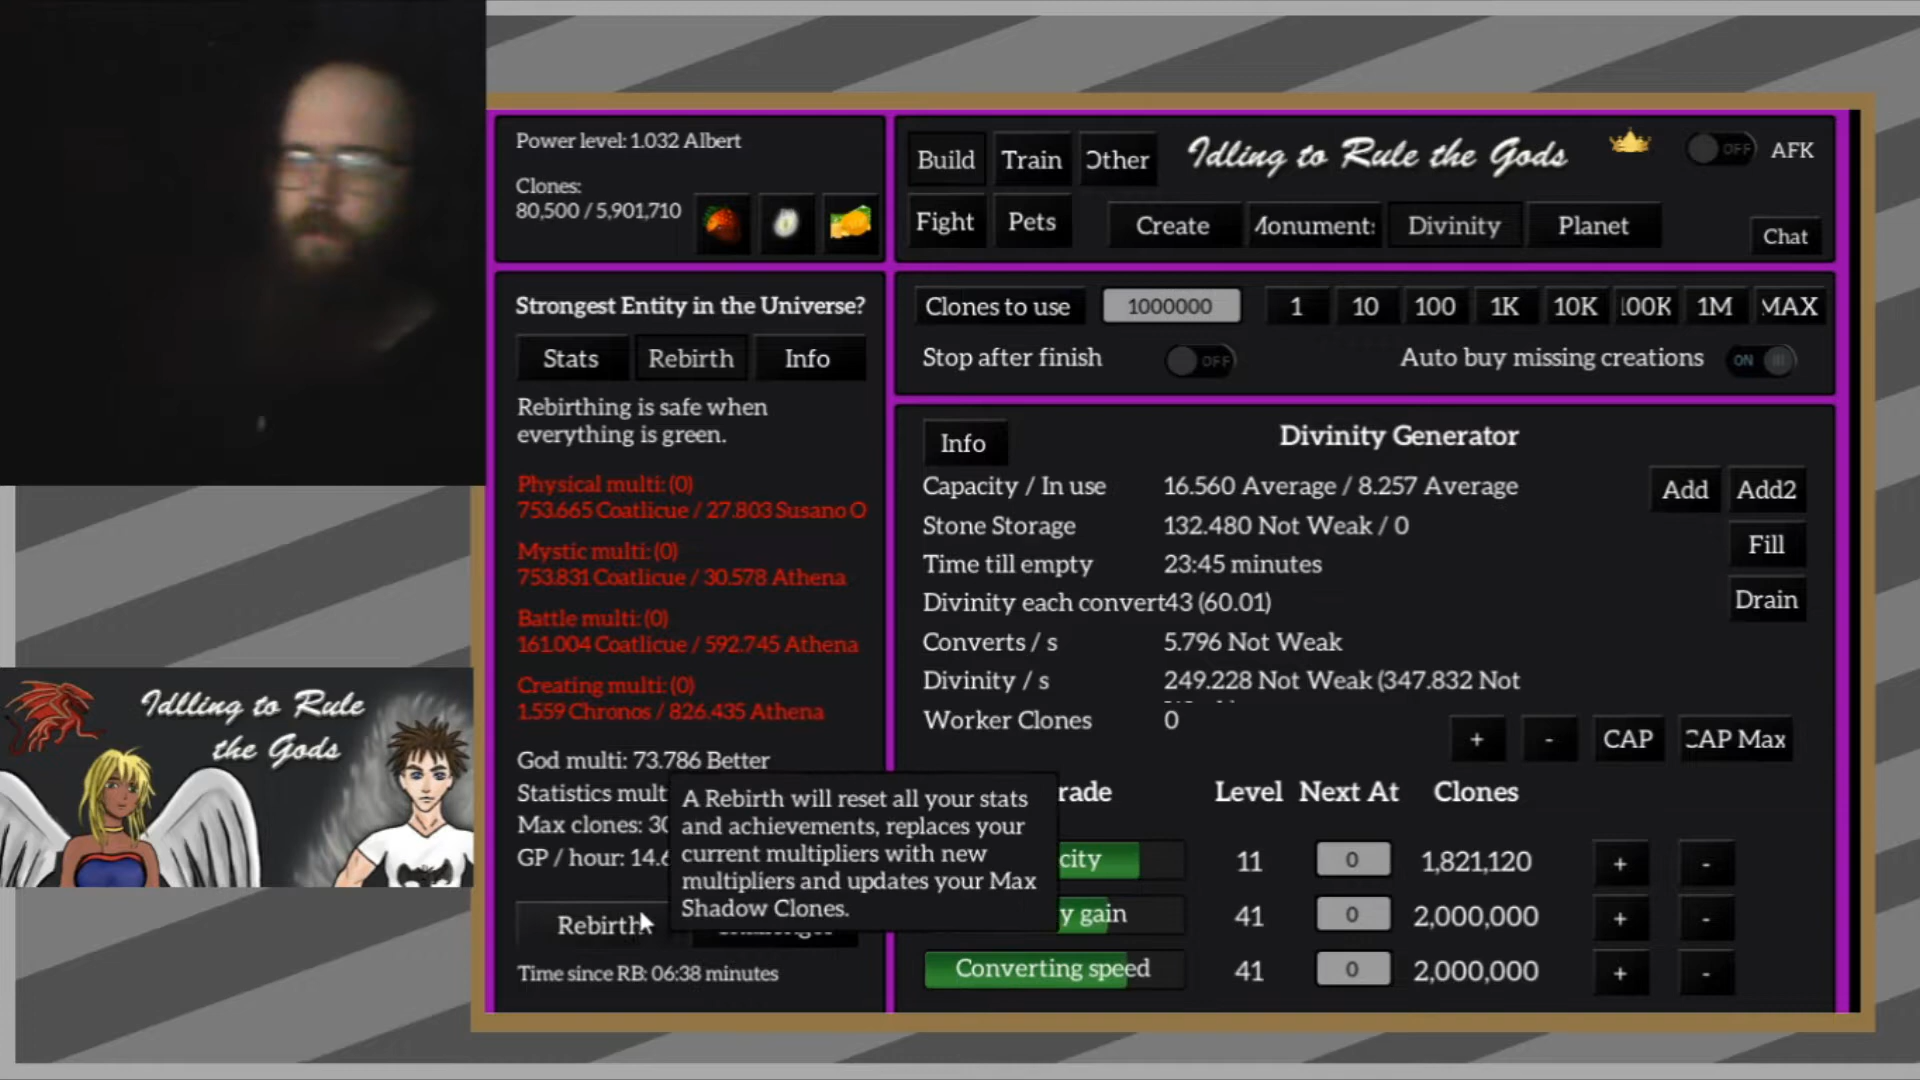 Power level: 1.032 Albert
Clones:
80,500 / 5,901,710
Build
Train
Other
Idling to Rule the Gods
OFF
AFK
Fight
Pets
Create
Monument
Divinity
Planet
Chat
Strongest Entity in the Universe?
Stats
Rebirth
Info
Rebirthing is safe when
everything is green.
Physical multi: (0)
753.665 Coatlicue / 27.803 Susano O
Mystic multi: (0)
753.831 Coatlicue / 30.578 Athena
Battle multi: (0)
161.004 Coatlicue / 592.745 Athena
Creating multi: (0)
1.559 Chronos / 826.435 Athena
God multi: 73.786 Better
Statistics mult
Max clones: 30
GP / hour: 14.6
Rebirth
Time since RB: 06:38 minutes
A Rebirth will reset all your stats
and achievements, replaces your
current multipliers with new
multipliers and updates your Max
Shadow Clones.
Clones to use
1000000
1
10
100
1K
10K
100K
1M
MAX
Stop after finish
OFF
Auto buy missing creations
ON
Info
Divinity Generator
Capacity / In use 16.560 Average / 8.257 Average
Add
Add2
Stone Storage 132.480 Not Weak / 0
Fill
Time till empty 23:45 minutes
Divinity each convert 43 (60.01)
Drain
Converts / s 5.796 Not Weak
Divinity / s 249.228 Not Weak (347.832 Not
Worker Clones 0
+
-
CAP
CAP Max
rade Level Next At Clones
city 11 0 1,821,120 + -
y gain 41 0 2,000,000 + -
Converting speed 41 0 2,000,000 + -
Idlling to Rule
the Gods